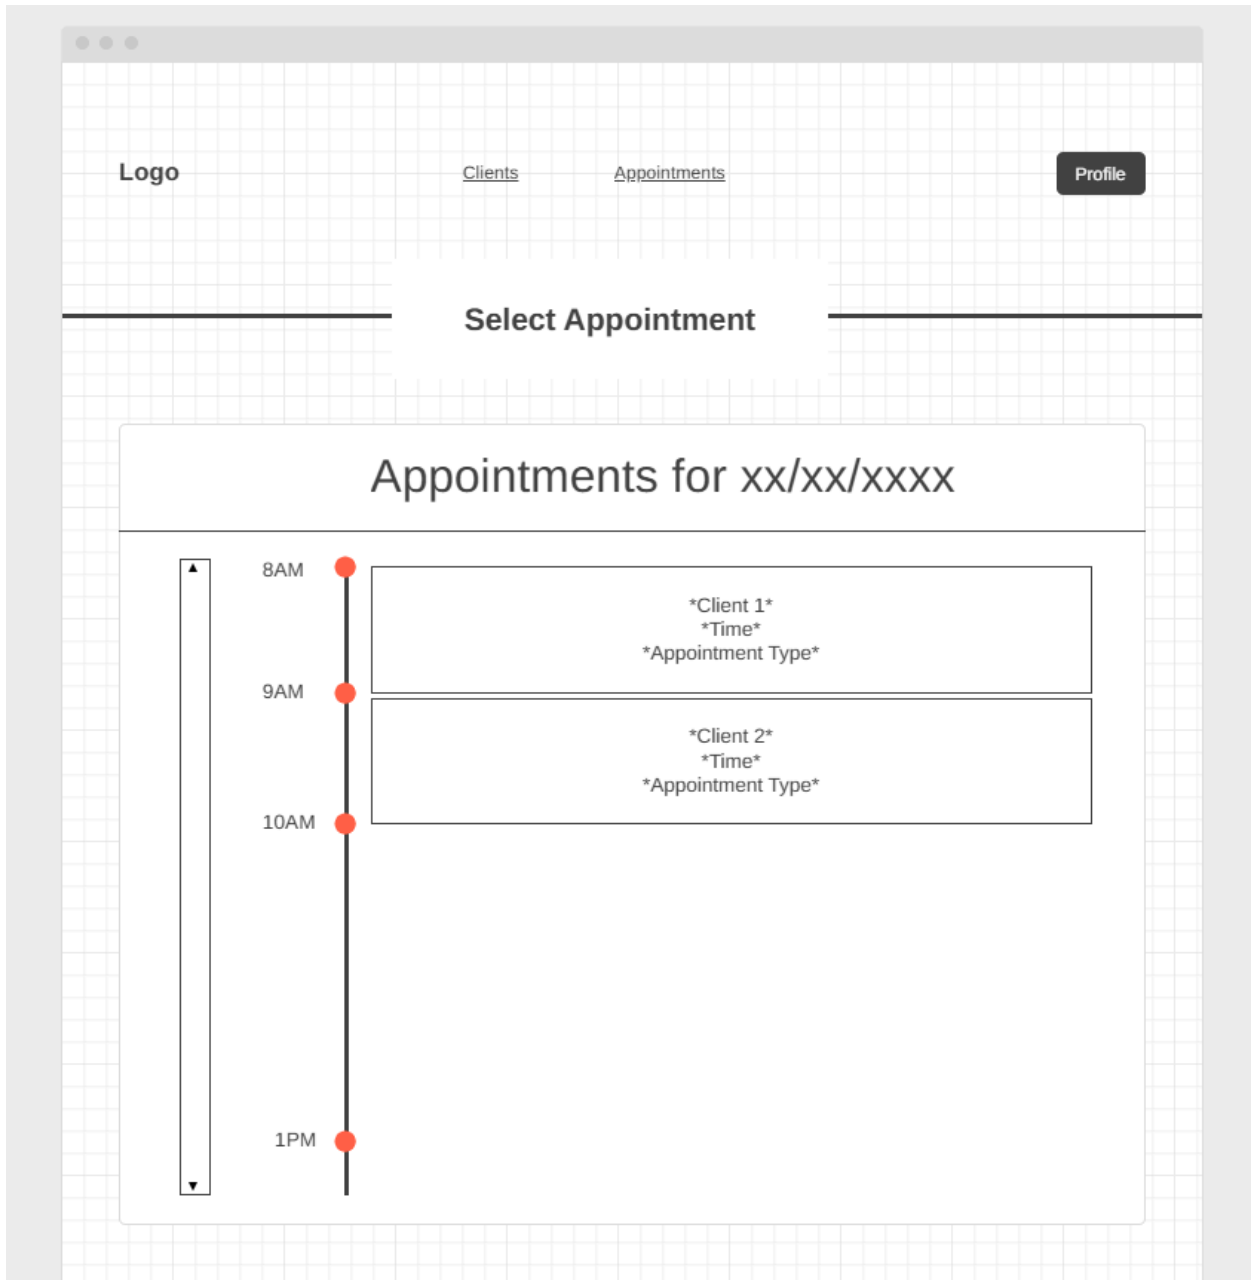 Logo
Clients
Appointments
Profile
Select Appointment
Appointments for xx/xx/xxxx
8AM
*Client 1*
*Time*
*Appointment Type*
9AM
*Client 2*
*Time*
*Appointment Type*
10AM
1PM